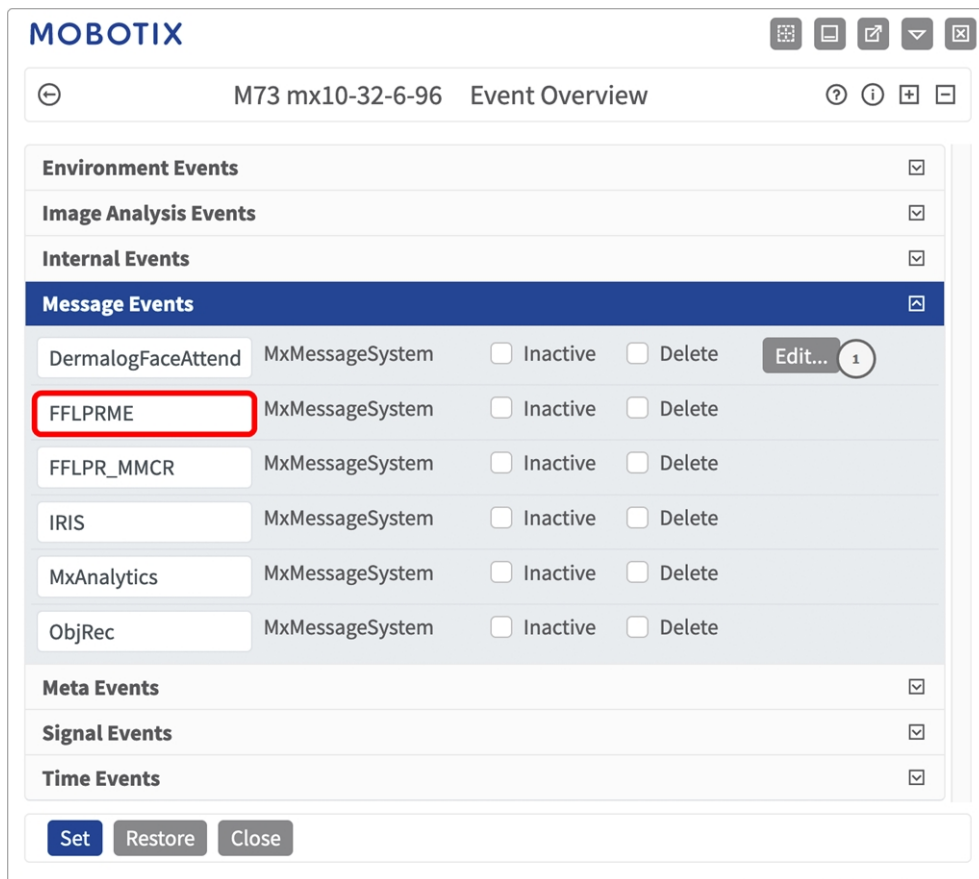 MOBOTIX
M73 mx10-32-6-96 Event Overview
Environment Events
Image Analysis Events
Internal Events
Message Events
DermalogFaceAttend MxMessageSystem Inactive Delete Edit... 1
FFLPRME MxMessageSystem Inactive Delete
FFLPR_MMCR MxMessageSystem Inactive Delete
IRIS MxMessageSystem Inactive Delete
MxAnalytics MxMessageSystem Inactive Delete
ObjRec MxMessageSystem Inactive Delete
Meta Events
Signal Events
Time Events
Set Restore Close